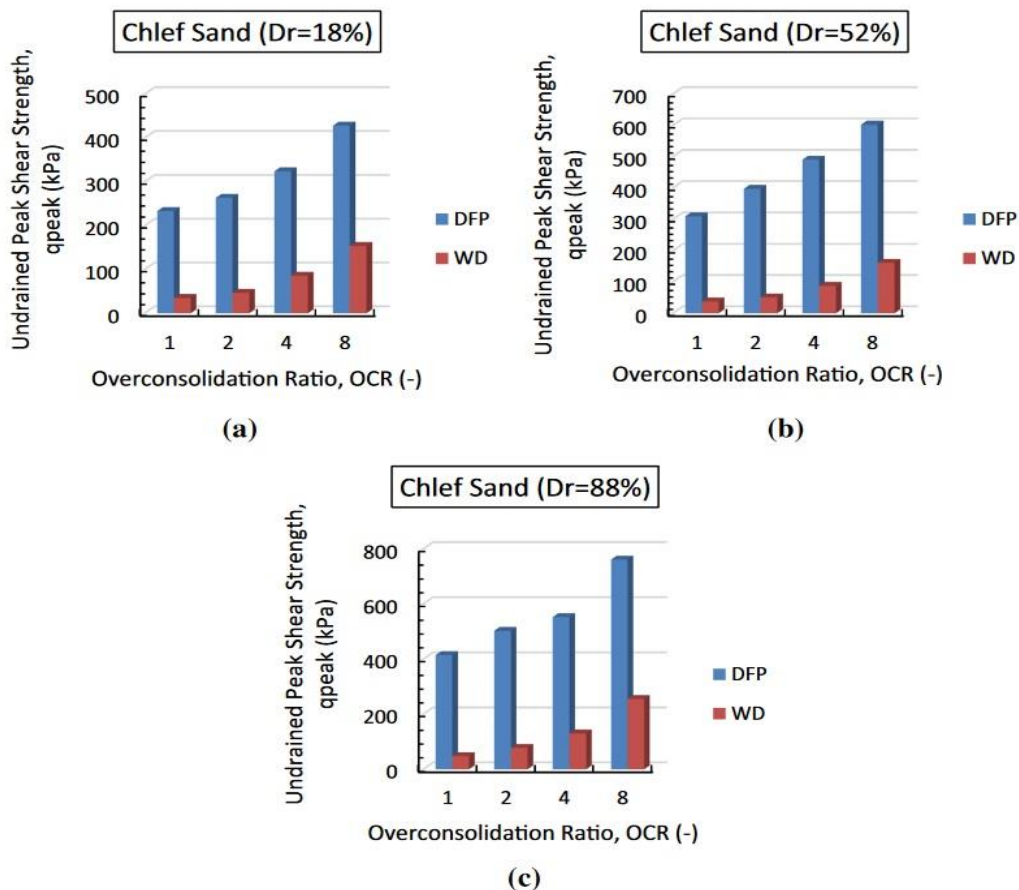 Chlef Sand (Dr=18%)
Undrained Peak Shear Strength,
qpeak (kPa)
500
400
300
200
100
0
1 2 4 8
Overconsolidation Ratio, OCR (-)
DFP
WD
(a)
Chlef Sand (Dr=52%)
Undrained Peak Shear Strength,
qpeak (kPa)
700
600
500
400
300
200
100
0
1 2 4 8
Overconsolidation Ratio, OCR (-)
DFP
WD
(b)
Chlef Sand (Dr=88%)
Undrained Peak Shear Strength,
qpeak (kPa)
800
600
400
200
0
1 2 4 8
Overconsolidation Ratio, OCR (-)
DFP
WD
(c)